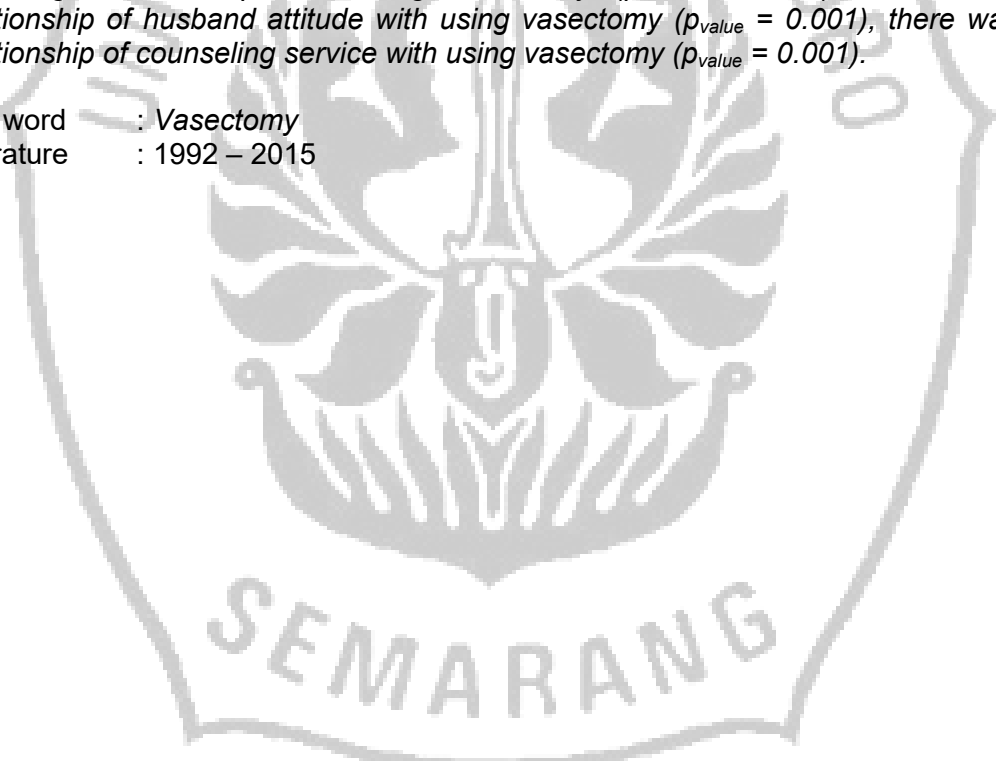 tionship of husband attitude with using vasectomy (pvalue = 0.001), there wa
tionship of counseling service with using vasectomy (pvalue = 0.001).
word : Vasectomy
rature : 1992 – 2015
SEMARANG